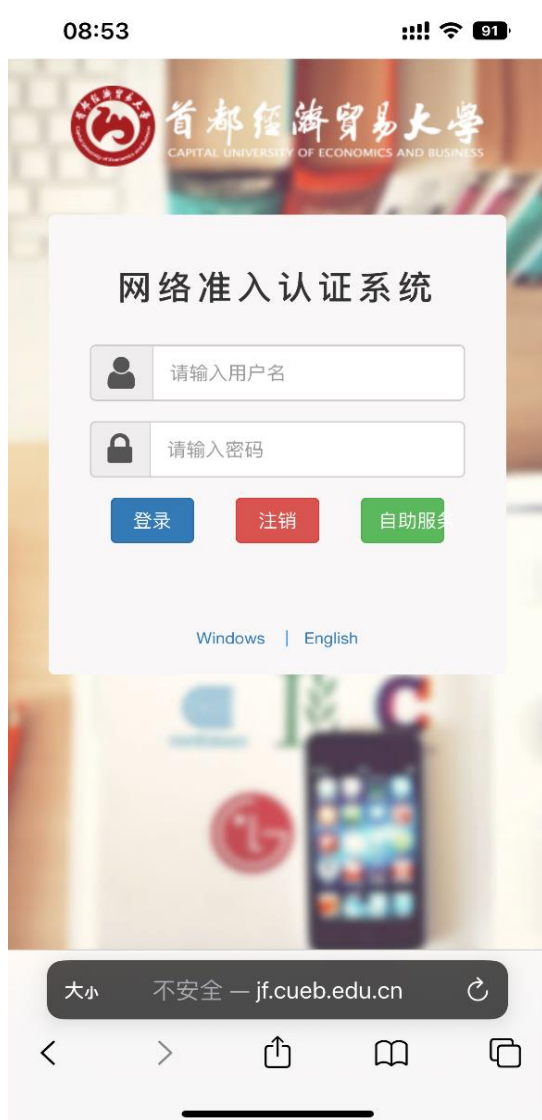 08:53
91
首都经济贸易大学
CAPITAL UNIVERSITY OF ECONOMICS AND BUSINESS
网络准入认证系统
请输入用户名
请输入密码
登录 注销 自助服务
Windows | English
大小 不安全 — jf.cueb.edu.cn